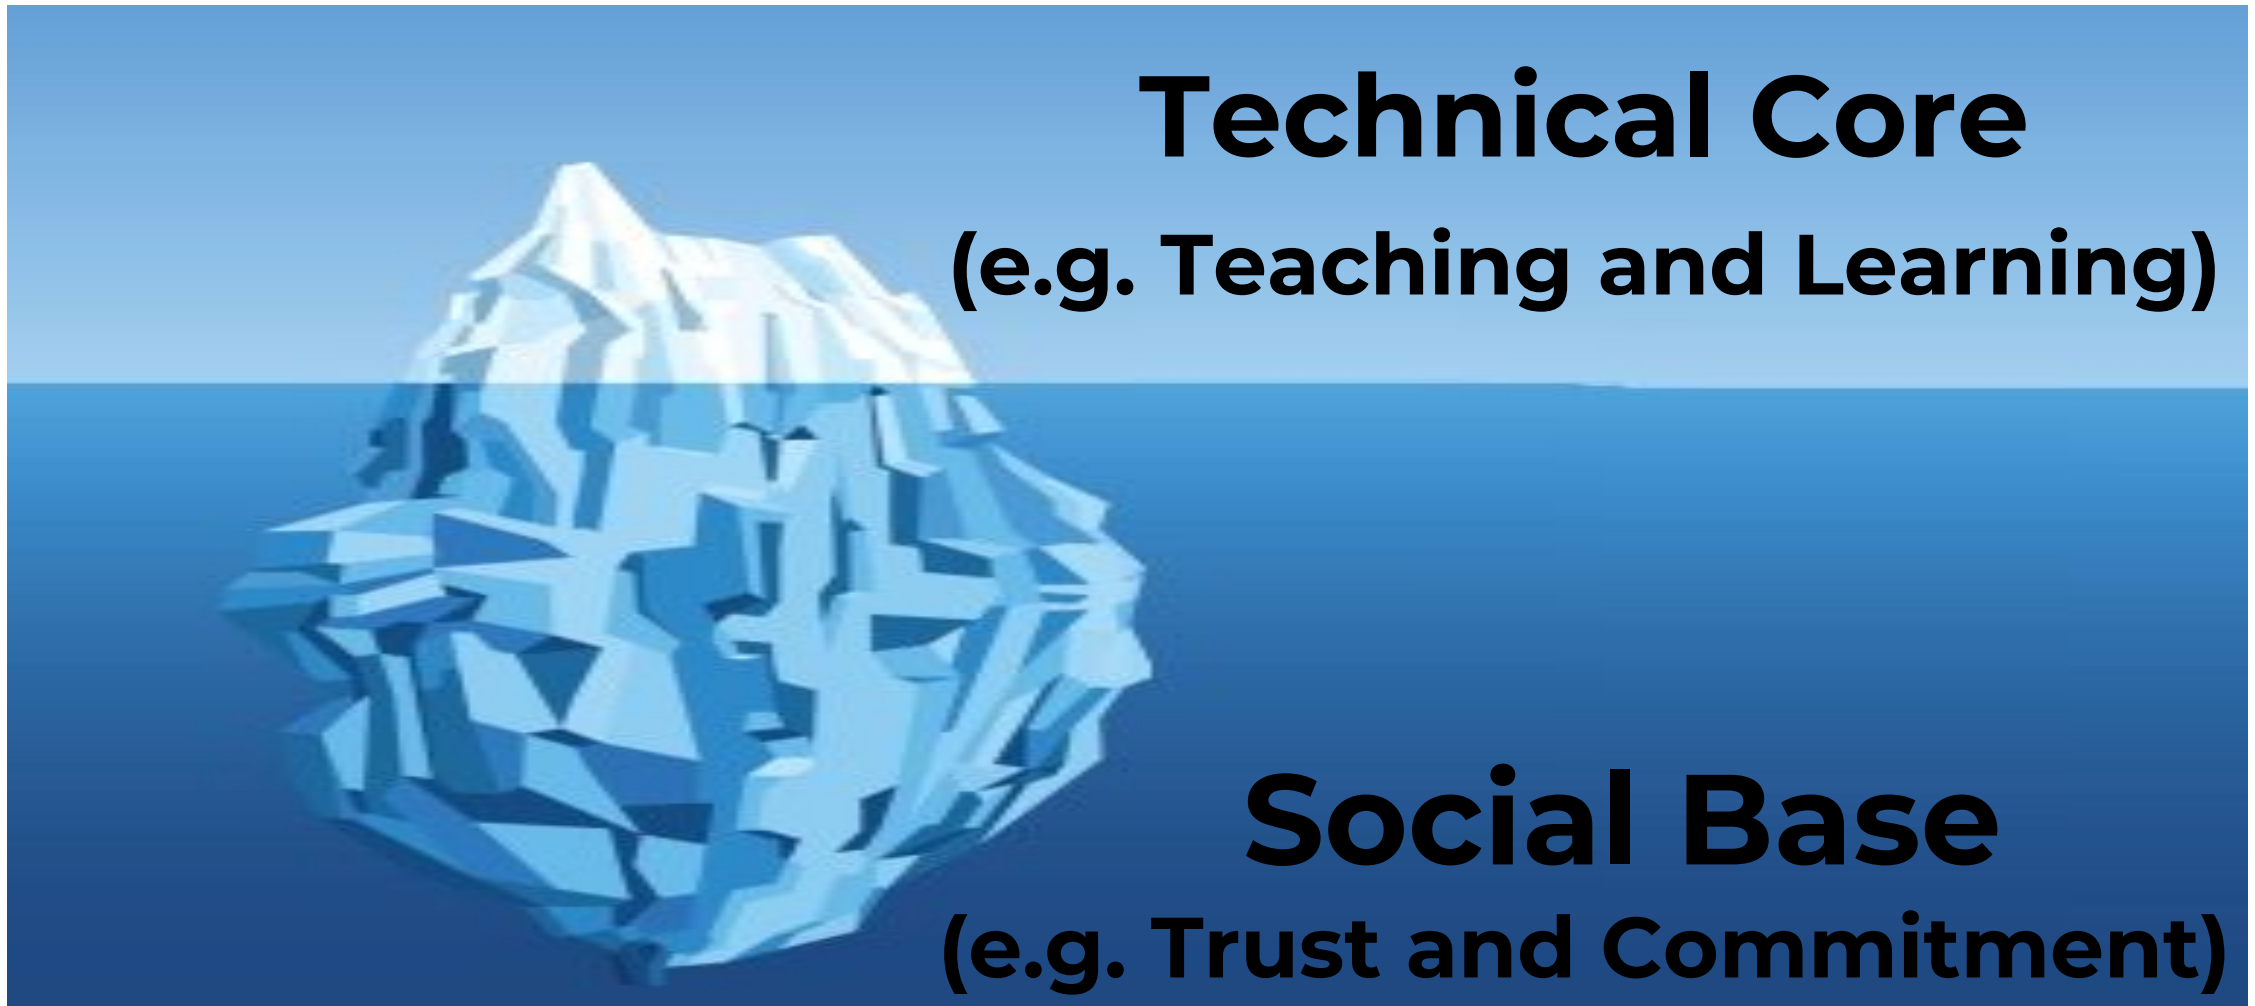 Technical Core
(e.g. Teaching and Learning)
Social Base
(e.g. Trust and Commitment)